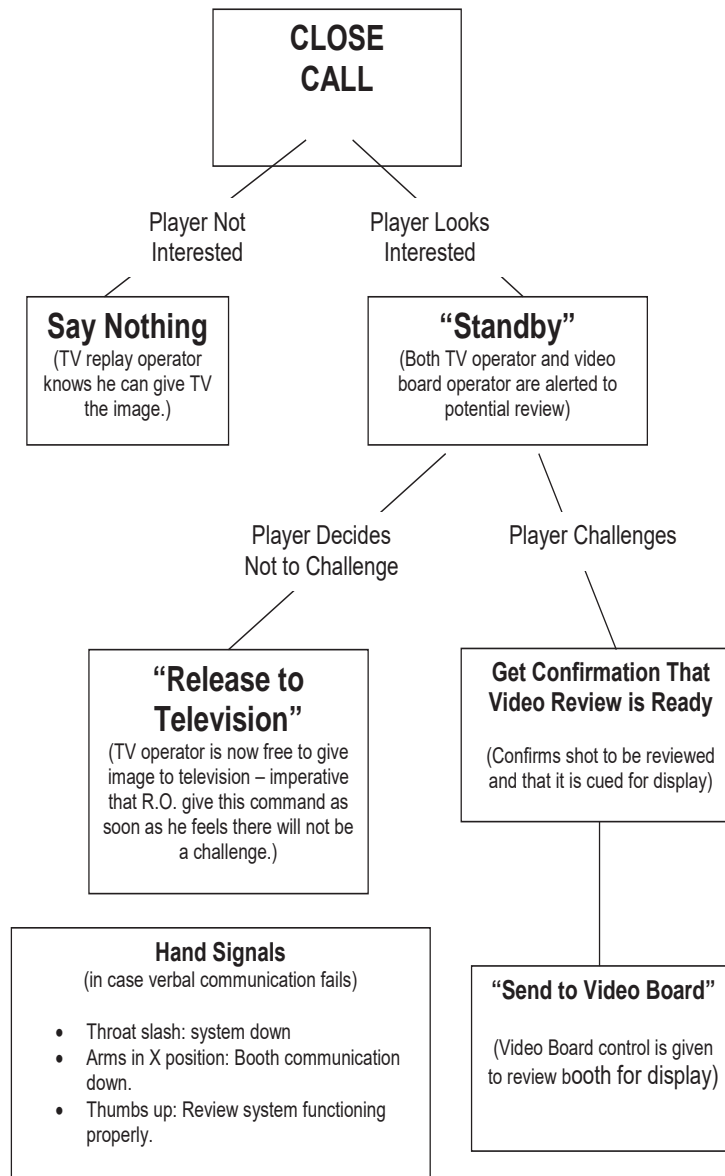 CLOSE
CALL
Player Not
Interested
Player Looks
Interested
Say Nothing
(TV replay operator
knows he can give TV
the image.)
“Standby”
(Both TV operator and video
board operator are alerted to
potential review)
Player Decides
Not to Challenge
Player Challenges
“Release to
Television”
(TV operator is now free to give
image to television – imperative
that R.O. give this command as
soon as he feels there will not be
a challenge.)
Get Confirmation That
Video Review is Ready
(Confirms shot to be reviewed
and that it is cued for display)
Hand Signals
(in case verbal communication fails)
• Throat slash: system down
• Arms in X position: Booth communication
down.
• Thumbs up: Review system functioning
properly.
“Send to Video Board”
(Video Board control is given
to review booth for display)